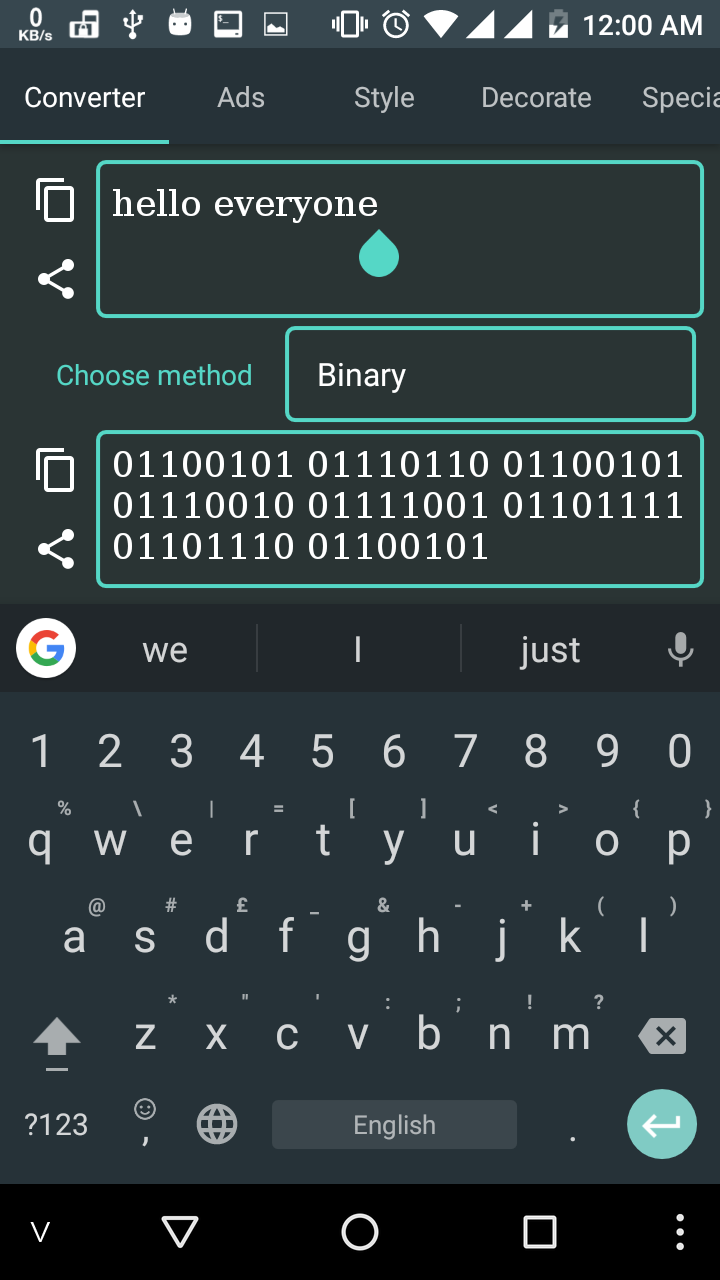 0
KB/s
12:00 AM
Converter Ads Style Decorate Specia
hello everyone
Choose method Binary
01100101 01110110 01100101
01110010 01111001 01101111
01101110 01100101
we I just
1 2 3 4 5 6 7 8 9 0
% \ | = [ ] < > { }
q w e r t y u i o p
@ # £ _ & - + ( )
a s d f g h j k l
* " ' : ; ! ?
z x c v b n m
?123 , English .